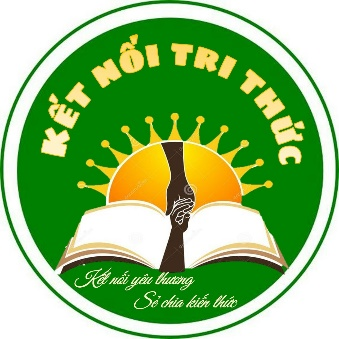 KẾT NỐI TRI THỨC
Kết nối yêu thương
Sẻ chia kiến thức